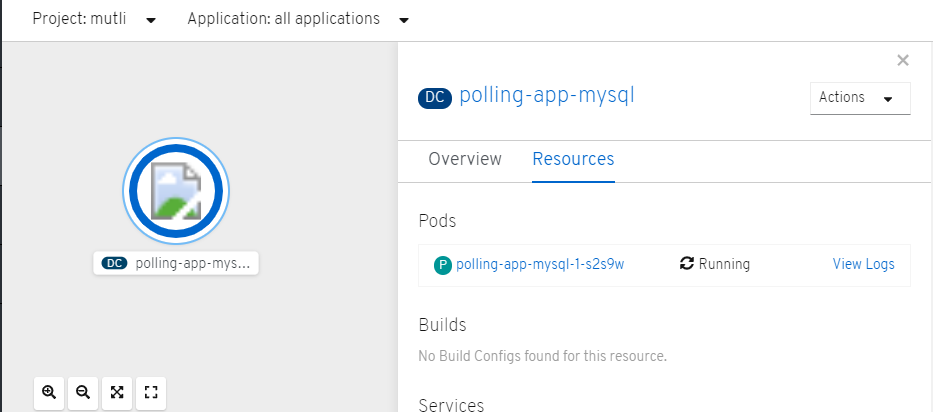 Project: mutli Application: all applications
DC polling-app-mysql
Actions
Overview Resources
Pods
P polling-app-mysql-1-s2s9w Running View Logs
DC polling-app-mys...
Builds
No Build Configs found for this resource.
Services